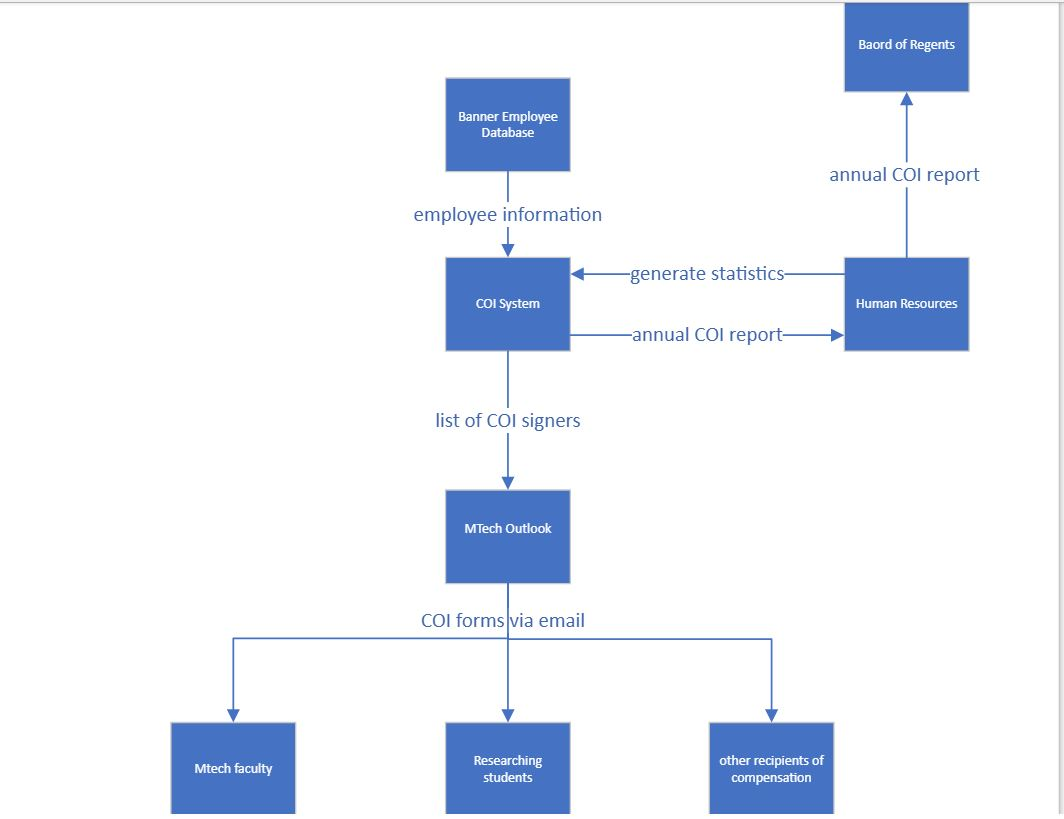 Baord of Regents
Banner Employee
Database
annual COI report
employee information
generate statistics
COI System
Human Resources
annual COI report
list of COI signers
MTech Outlook
COI forms via email
Mtech faculty
Researching
students
other recipients of
compensation